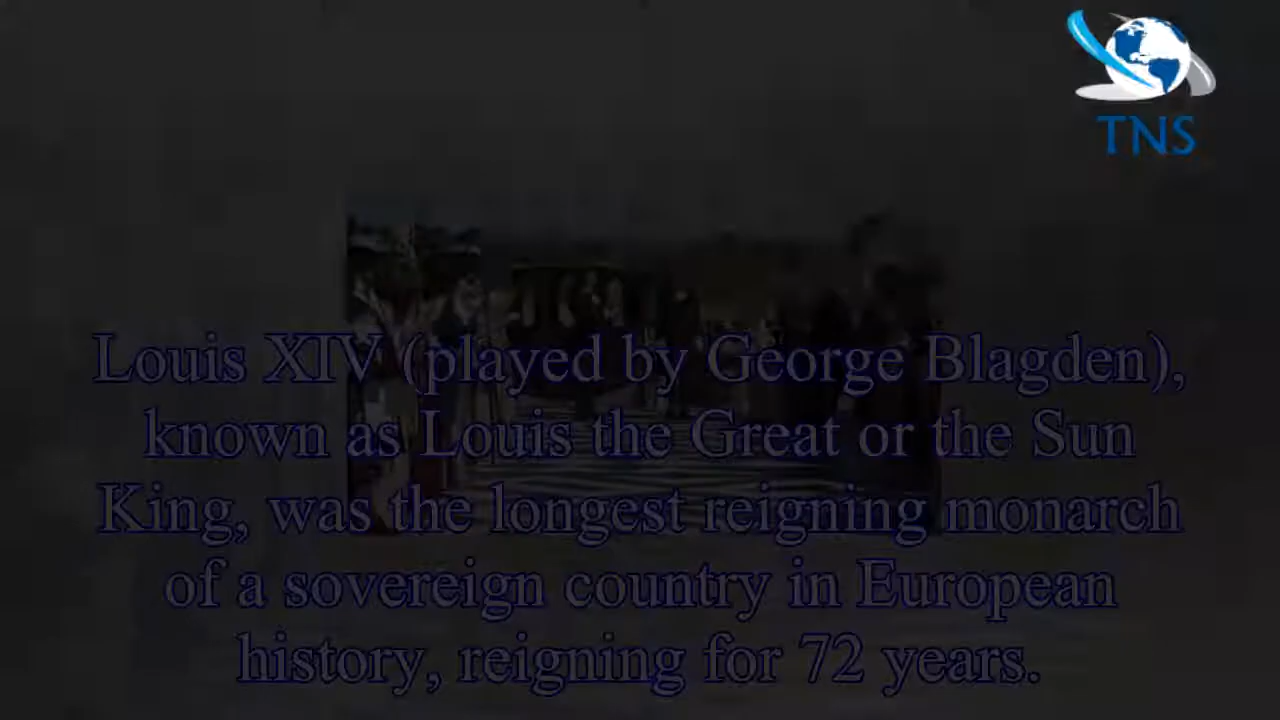 TNS
Louis XIV (played by George Blagden),
known as Louis the Great or the Sun
King, was the longest reigning monarch
of a sovereign country in European
history, reigning for 72 years.